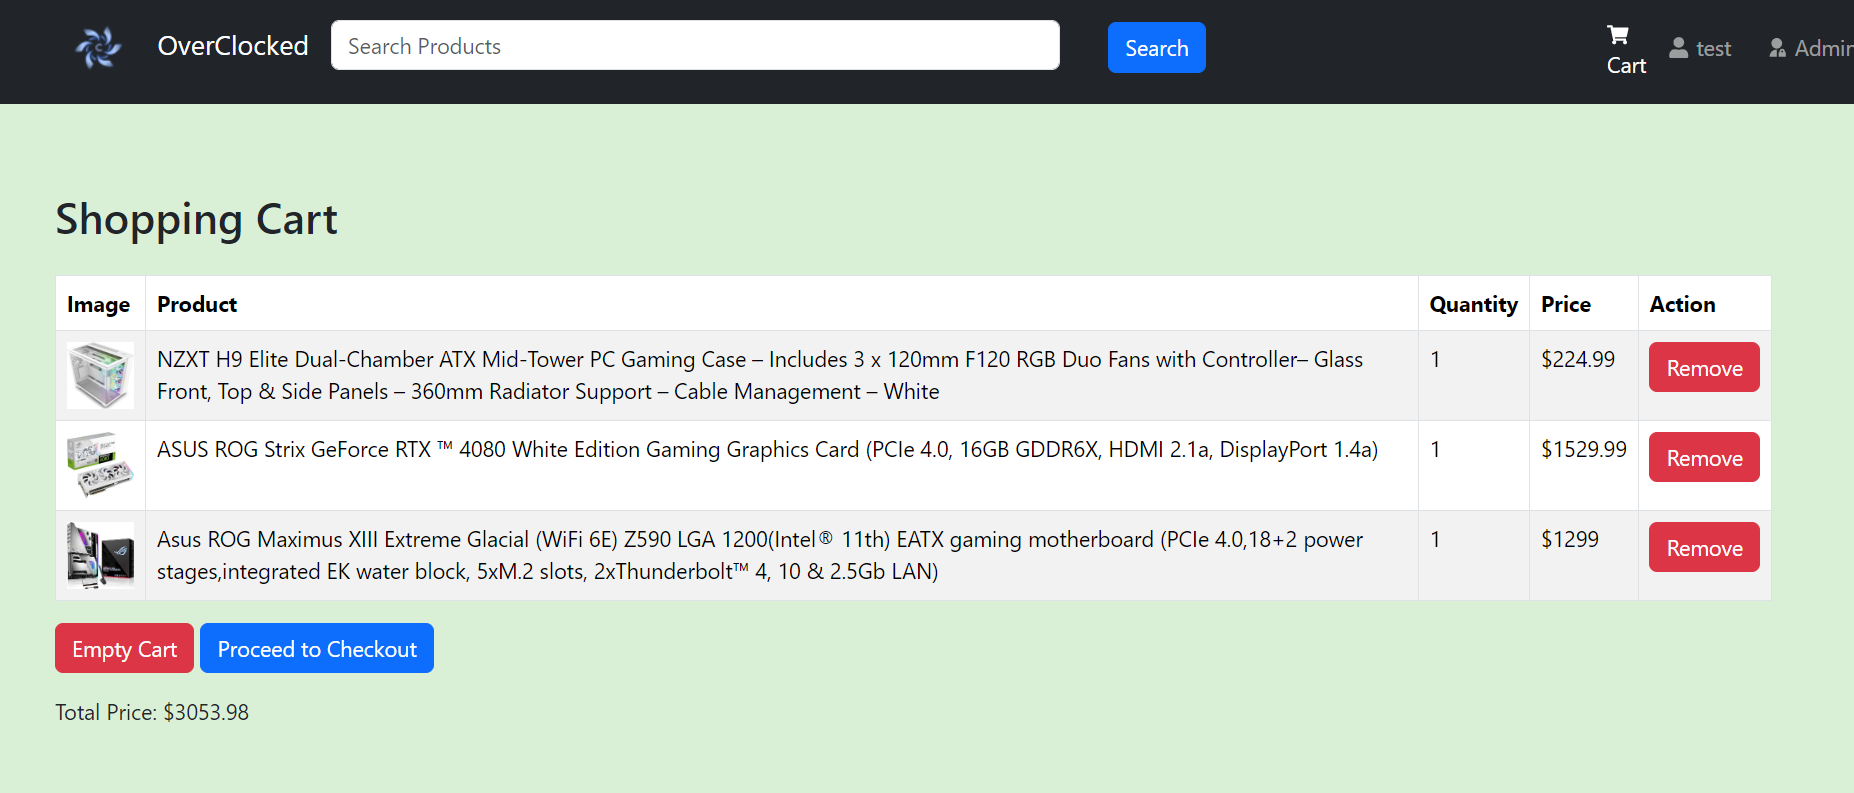 OverClocked
Search Products
Search
Cart
test
Admin
Shopping Cart
Image Product Quantity Price Action
NZXT H9 Elite Dual-Chamber ATX Mid-Tower PC Gaming Case – Includes 3 x 120mm F120 RGB Duo Fans with Controller– Glass
Front, Top & Side Panels – 360mm Radiator Support – Cable Management – White
1
$224.99
Remove
ASUS ROG Strix GeForce RTX ™ 4080 White Edition Gaming Graphics Card (PCIe 4.0, 16GB GDDR6X, HDMI 2.1a, DisplayPort 1.4a)
1
$1529.99
Remove
Asus ROG Maximus XIII Extreme Glacial (WiFi 6E) Z590 LGA 1200(Intel® 11th) EATX gaming motherboard (PCIe 4.0,18+2 power
stages,integrated EK water block, 5xM.2 slots, 2xThunderbolt™ 4, 10 & 2.5Gb LAN)
1
$1299
Remove
Empty Cart
Proceed to Checkout
Total Price: $3053.98